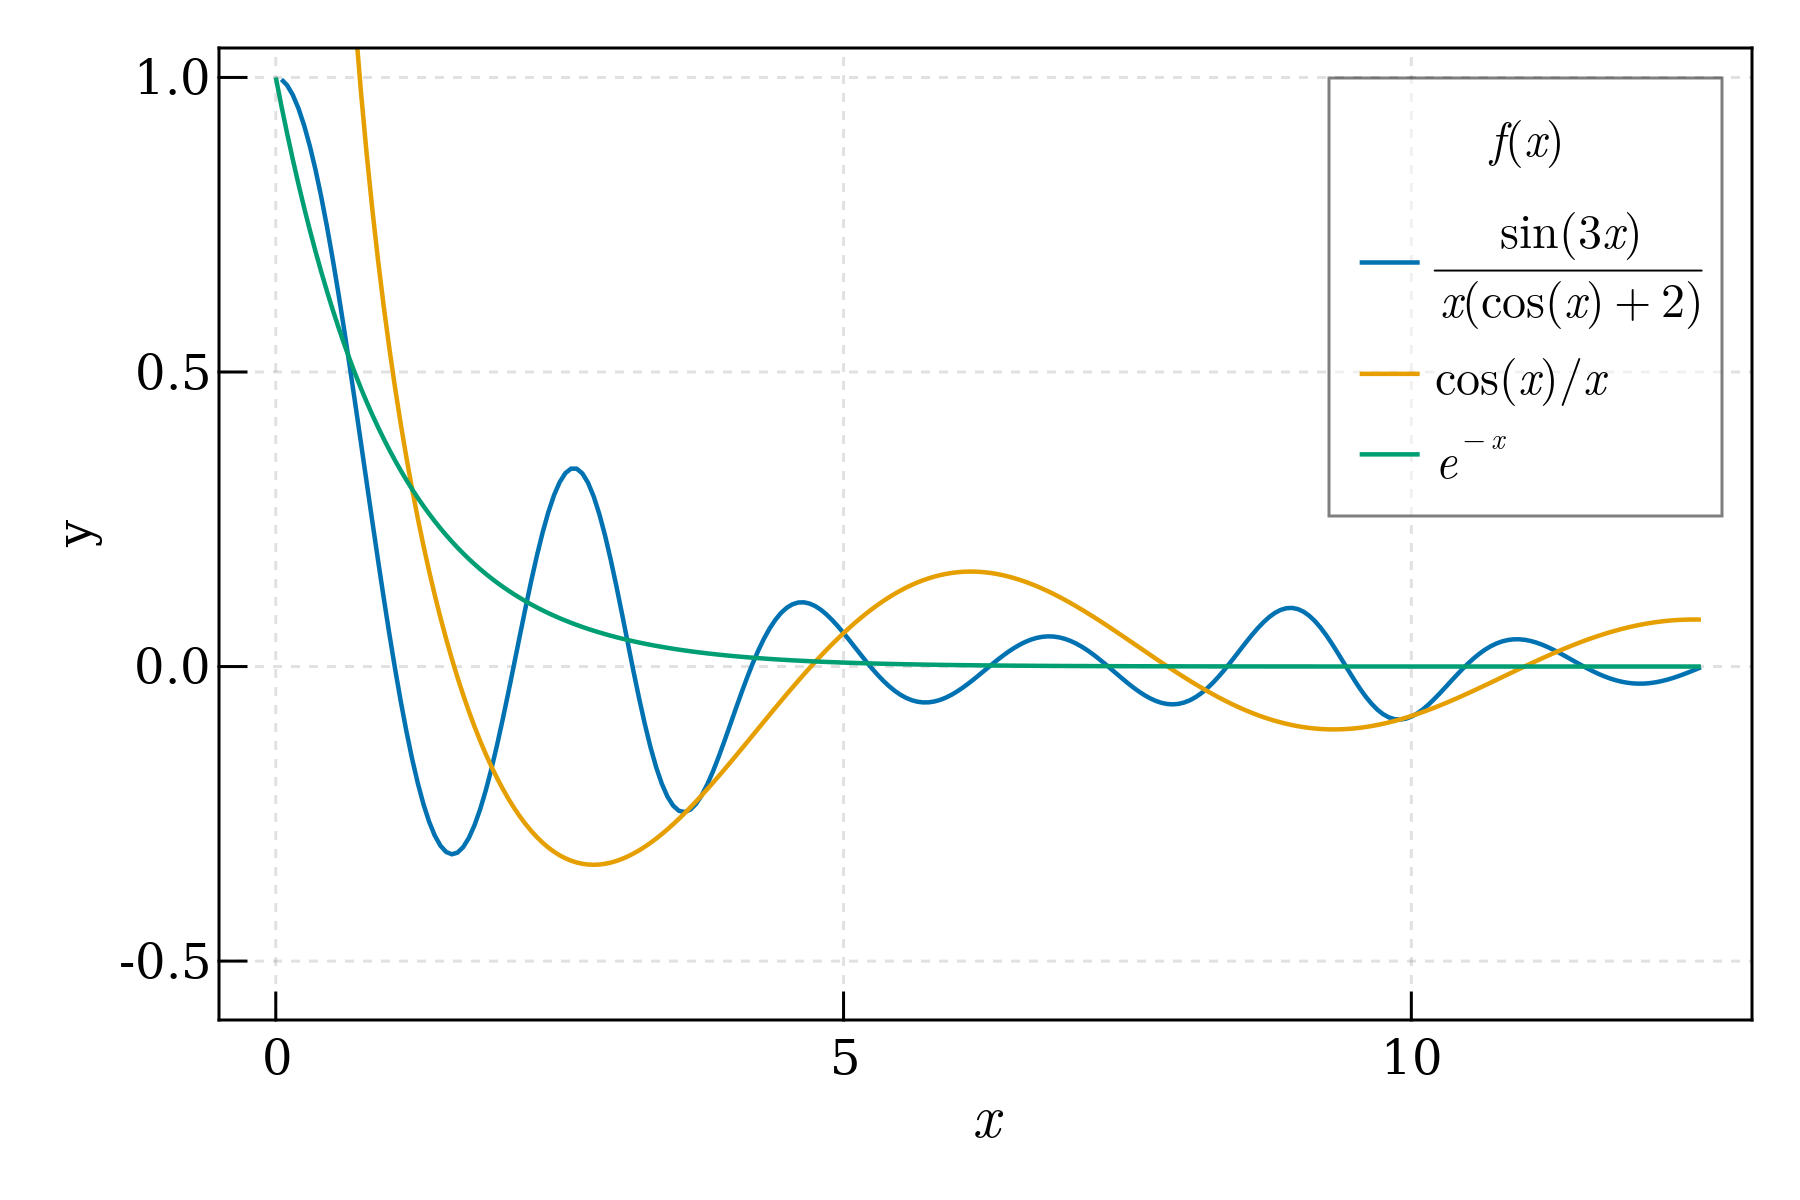 1.0
0.5
0.0
-0.5
y
0
5
10
x
f(x)
sin(3x)
x(cos(x) + 2)
cos(x)/x
e^{-x}